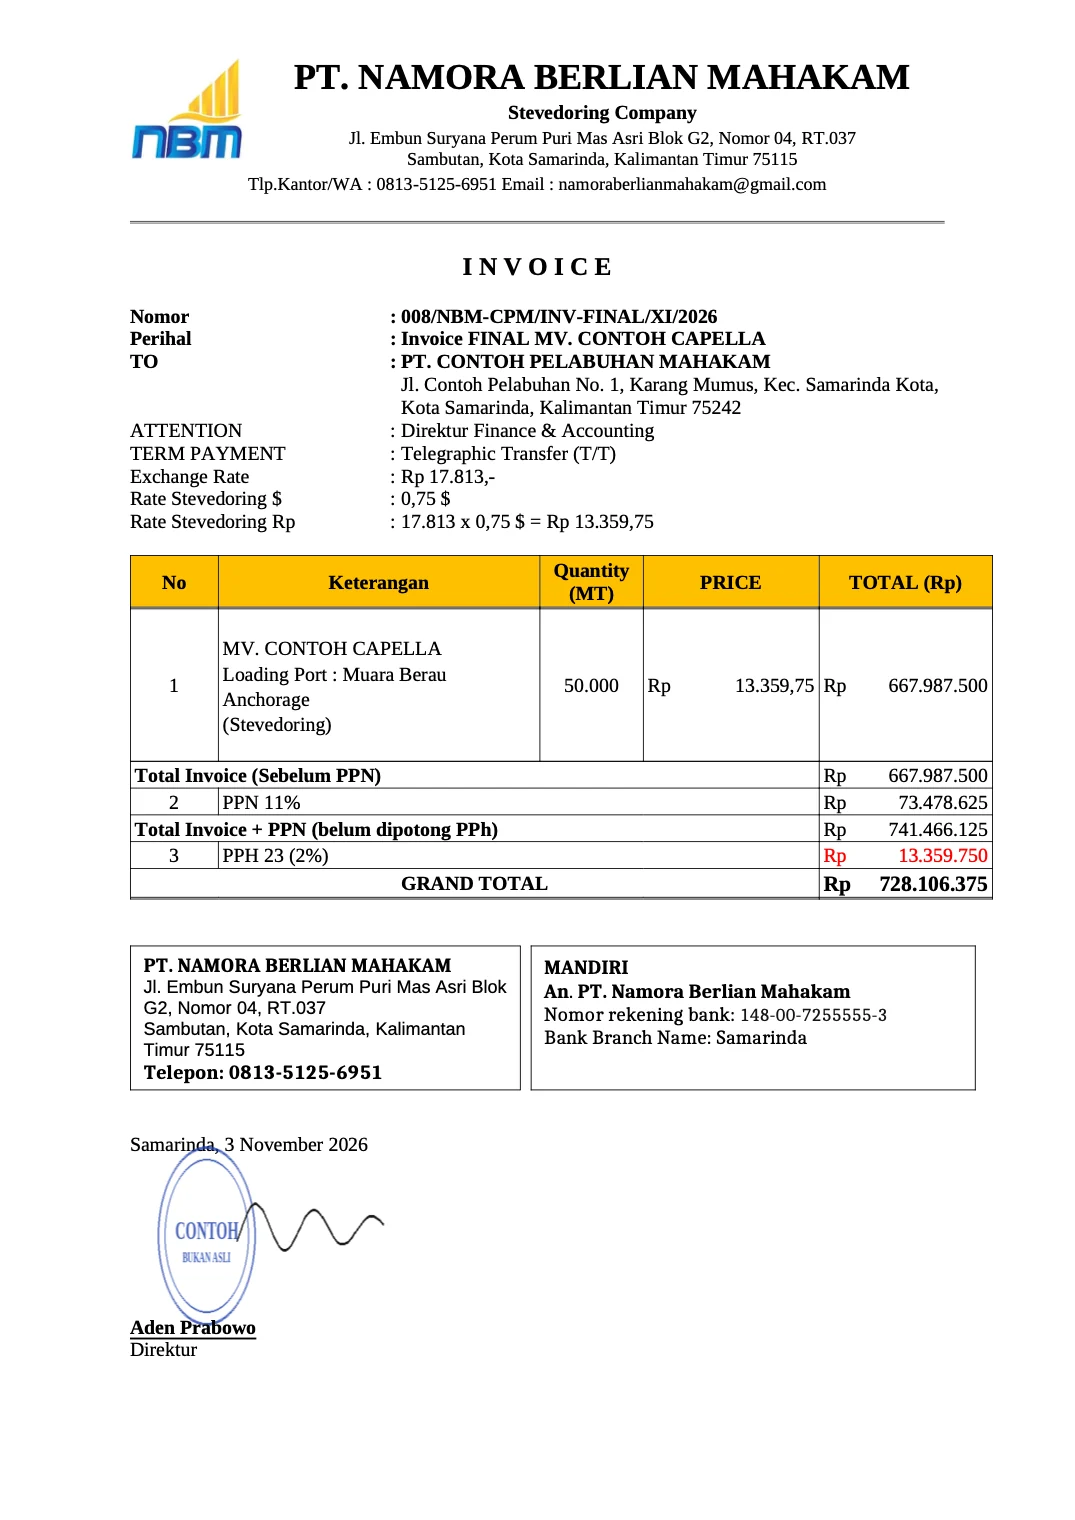 nBm
PT. NAMORA BERLIAN MAHAKAM
Stevedoring Company
Jl. Embun Suryana Perum Puri Mas Asri Blok G2, Nomor 04, RT.037
Sambutan, Kota Samarinda, Kalimantan Timur 75115
Tlp.Kantor/WA : 0813-5125-6951 Email : namoraberlianmahakam@gmail.com
INVOICE
Nomor : 008/NBM-CPM/INV-FINAL/XI/2026
Perihal : Invoice FINAL MV. CONTOH CAPELLA
TO : PT. CONTOH PELABUHAN MAHAKAM
Jl. Contoh Pelabuhan No. 1, Karang Mumus, Kec. Samarinda Kota,
Kota Samarinda, Kalimantan Timur 75242
ATTENTION : Direktur Finance & Accounting
TERM PAYMENT : Telegraphic Transfer (T/T)
Exchange Rate : Rp 17.813,-
Rate Stevedoring $ : 0,75 $
Rate Stevedoring Rp : 17.813 x 0,75 $ = Rp 13.359,75
No Keterangan Quantity (MT) PRICE TOTAL (Rp)
MV. CONTOH CAPELLA
Loading Port : Muara Berau
1 Anchorage 50.000 Rp 13.359,75 Rp 667.987.500
(Stevedoring)
Total Invoice (Sebelum PPN) Rp 667.987.500
2 PPN 11% Rp 73.478.625
Total Invoice + PPN (belum dipotong PPh) Rp 741.466.125
3 PPH 23 (2%) Rp 13.359.750
GRAND TOTAL Rp 728.106.375
PT. NAMORA BERLIAN MAHAKAM
Jl. Embun Suryana Perum Puri Mas Asri Blok
G2, Nomor 04, RT.037
Sambutan, Kota Samarinda, Kalimantan
Timur 75115
Telepon: 0813-5125-6951
MANDIRI
An. PT. Namora Berlian Mahakam
Nomor rekening bank: 148-00-7255555-3
Bank Branch Name: Samarinda
Samarinda, 3 November 2026
CONTOH
BUKAN ASLI
Aden Prabowo
Direktur